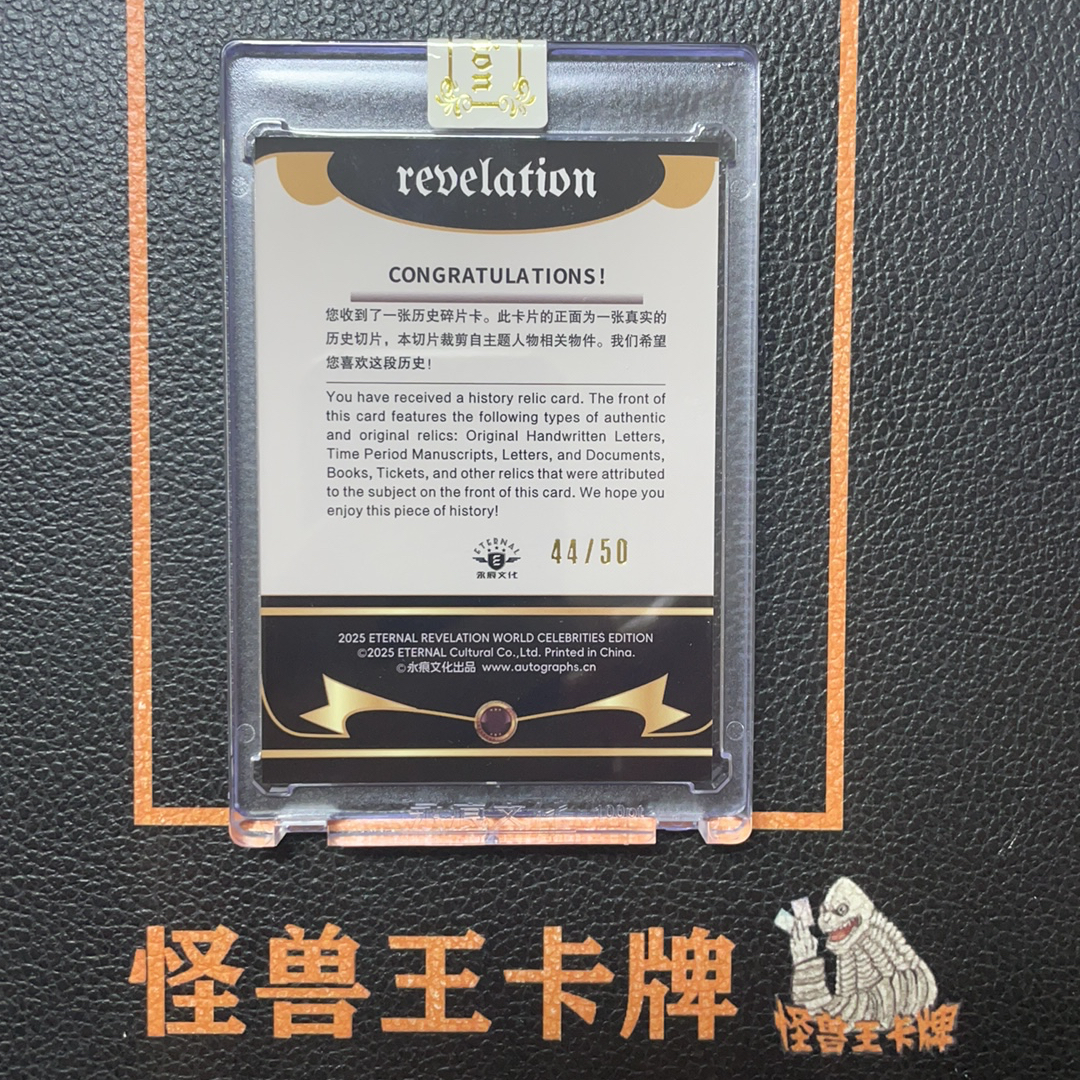 revelation
CONGRATULATIONS!
您收到了一张历史碎片卡。此卡片的正面为一张真实的
历史切片，本切片裁剪自主题人物相关物件。我们希望
您喜欢这段历史！
You have received a history relic card. The front of
this card features the following types of authentic
and original relics: Original Handwritten Letters,
Time Period Manuscripts, Letters, and Documents,
Books, Tickets, and other relics that were attributed
to the subject on the front of this card. We hope you
enjoy this piece of history!
ETERNAL
E
永痕文化
44/50
2025 ETERNAL REVELATION WORLD CELEBRITIES EDITION
©2025 ETERNAL Cultural Co.,Ltd. Printed in China.
©永痕文化出品 www.autographs.cn
怪兽王卡牌
怪兽王卡牌